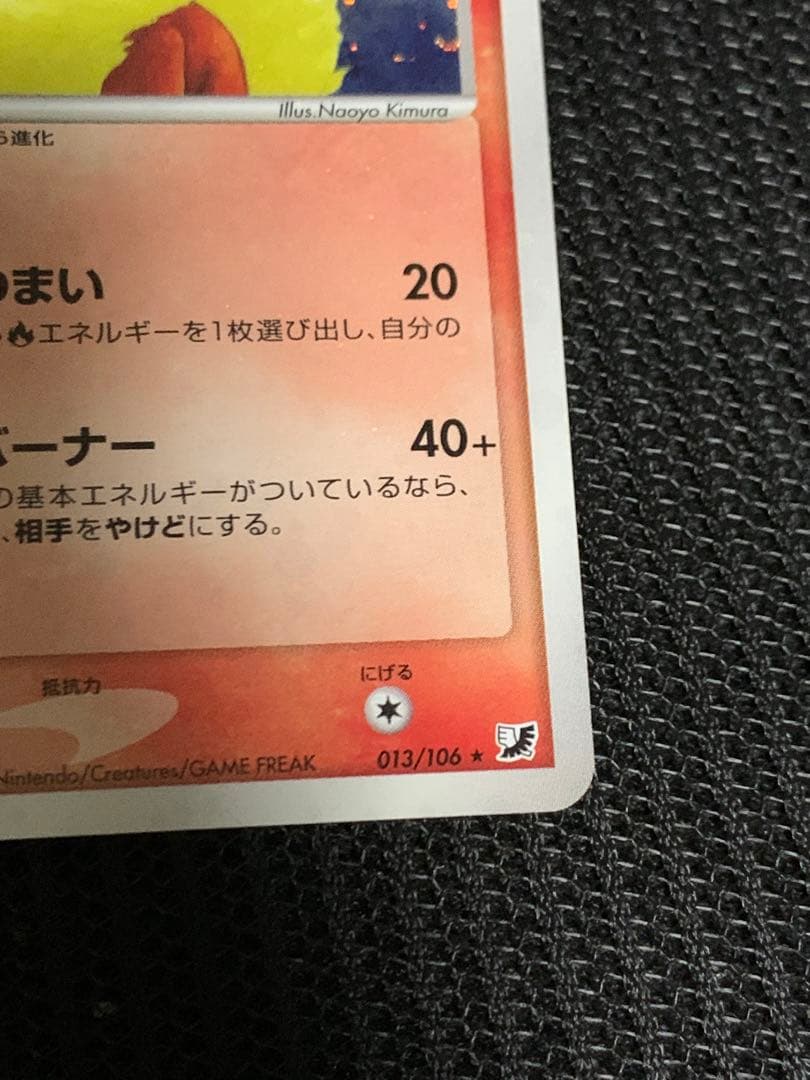 Illus.Naoyo Kimura
ら進化
まい 20
エネルギーを1枚選び出し、自分の
バーナー 40+
の基本エネルギーがついているなら、
、相手をやけどにする。
抵抗力 にげる
Nintendo/Creatures/GAME FREAK 013/106 ★